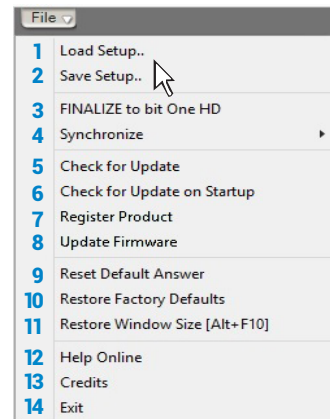 File
1 Load Setup..
2 Save Setup..
3 FINALIZE to bit One HD
4 Synchronize
5 Check for Update
6 Check for Update on Startup
7 Register Product
8 Update Firmware
9 Reset Default Answer
10 Restore Factory Defaults
11 Restore Window Size [Alt+F10]
12 Help Online
13 Credits
14 Exit